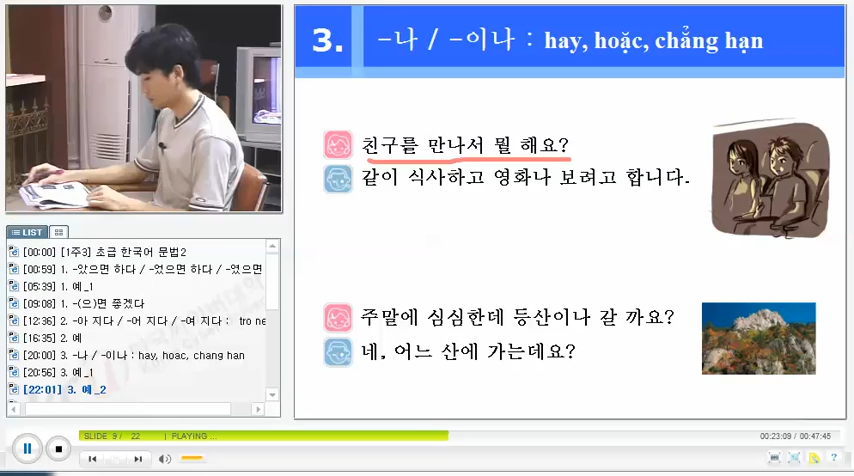 3. -나 / -이나 : hay, hoặc, chẳng hạn
친구를 만나서 뭘 해요?
같이 식사하고 영화나 보려고 합니다.
주말에 심심한데 등산이나 갈 까요?
네, 어느 산에 가는데요?
LIST
[00:00] [1주3] 초급 한국어 문법2
[00:59] 1. -았으면 하다 / -었으면 하다 / -였으면
[05:39] 1. 예_1
[09:08] 1. -(으)면 좋겠다
[12:36] 2. -아 지다 / -어 지다 / -여 지다 : tro ne
[16:35] 2. 예
[20:00] 3. -나 / -이나 : hay, hoac, chang han
[20:56] 3. 예_1
[22:01] 3. 예_2
SLIDE 9 / 22 | PLAYING ...
00:23:09 / 00:47:45